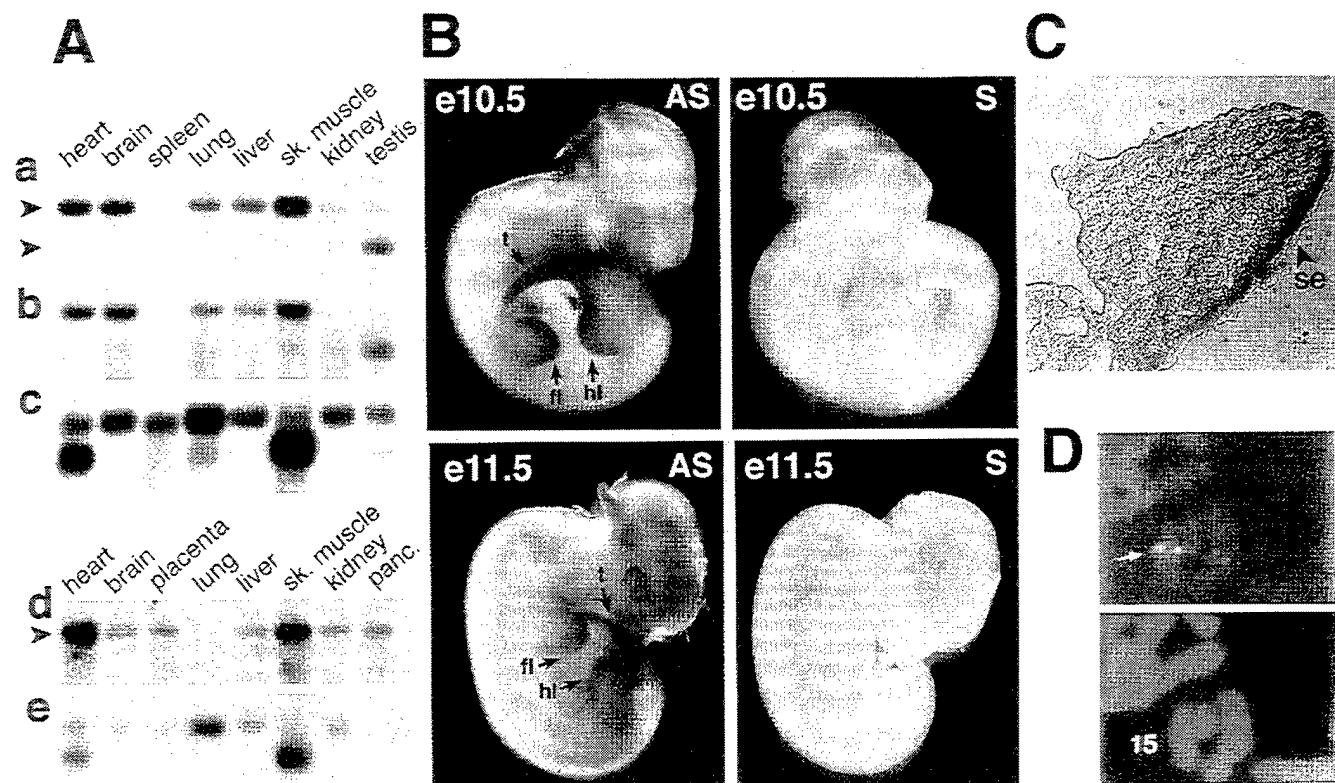 A
heart brain spleen lung liver sk. muscle kidney testis
a
b
c
heart brain placenta lung liver sk. muscle kidney panc.
d
e
B
e10.5 AS
t
fl hl
e10.5 S
e11.5 AS
t
fl
hl
e11.5 S
C
se
D
15